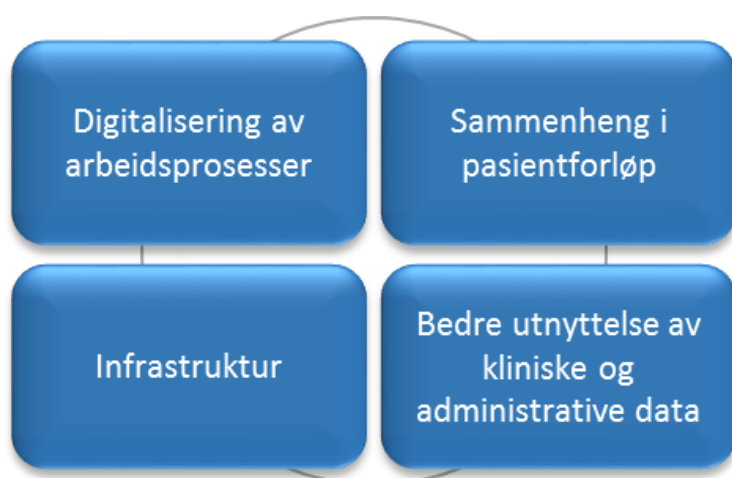 Digitalisering av
arbeidsprosesser
Sammenheng i
pasientforløp
Infrastruktur
Bedre utnyttelse av
kliniske og
administrative data